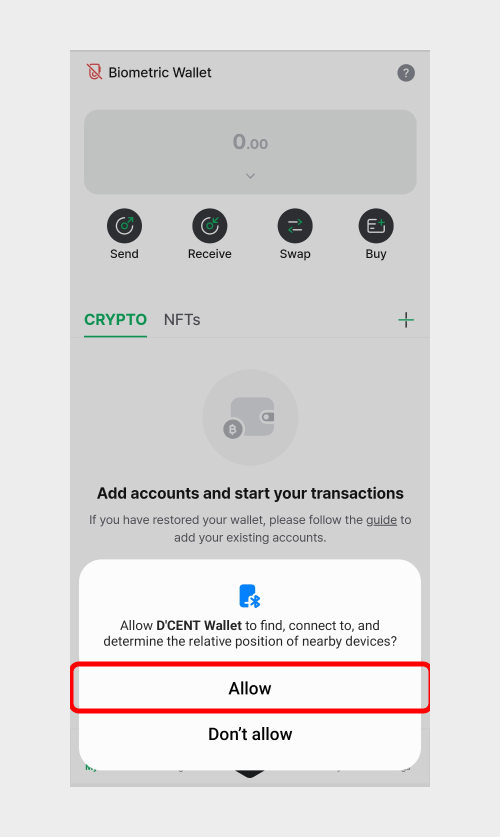 Biometric Wallet
?
0.00
Send
Receive
Swap
Buy
CRYPTO
NFTs
Add accounts and start your transactions
If you have restored your wallet, please follow the guide to
add your existing accounts.
Allow D'CENT Wallet to find, connect to, and
determine the relative position of nearby devices?
Allow
Don't allow